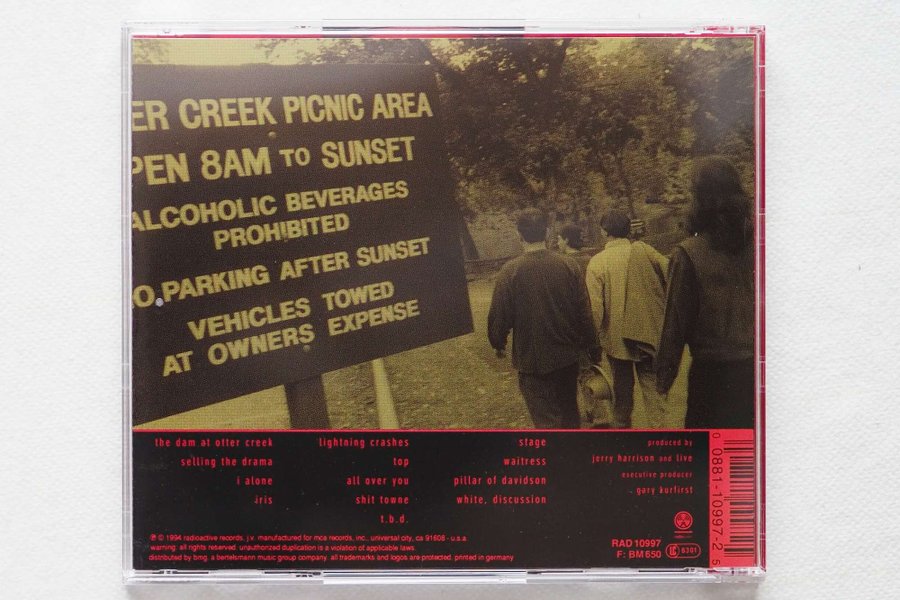 ER CREEK PICNIC AREA
PEN 8AM TO SUNSET
ALCOHOLIC BEVERAGES
PROHIBITED
O PARKING AFTER SUNSET
VEHICLES TOWED
AT OWNERS EXPENSE
the dam at otter creek
selling the drama
i alone
iris
lightning crashes
top
all over you
shit towne
t.b.d.
stage
waitress
pillar of davidson
white, discussion
produced by
jerry harrison and live
executive producer
gary kurfirst
℗ © 1994 radioactive records, j.v. manufactured for mca records, inc., universal city, ca 91608 - u.s.a.
warning: all rights reserved. unauthorized duplication is a violation of applicable laws.
distributed by bmg. a bertelsmann music group company. all trademarks and logos are protected. printed in germany
RAD 10997
F: BM 650
LC 6301
0 0881-10997-2 5